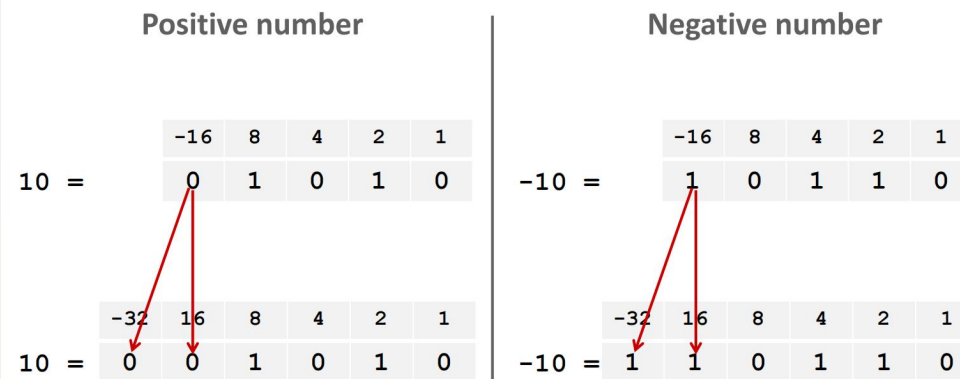 Positive number
-16 8 4 2 1
10 = 0 1 0 1 0
-32 16 8 4 2 1
10 = 0 0 1 0 1 0
Negative number
-16 8 4 2 1
-10 = 1 0 1 1 0
-32 16 8 4 2 1
-10 = 1 1 0 1 1 0